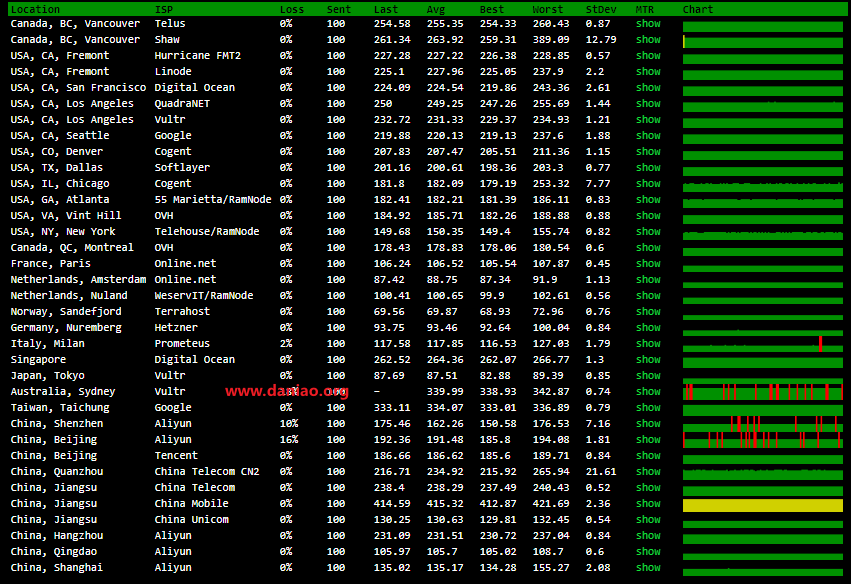 Location ISP Loss Sent Last Avg Best Worst StDev MTR Chart
Canada, BC, Vancouver Telus 0% 100 254.58 255.35 254.33 260.43 0.87 show
Canada, BC, Vancouver Shaw 0% 100 261.34 263.92 259.31 389.09 12.79 show
USA, CA, Fremont Hurricane FMT2 0% 100 227.28 227.22 226.38 228.85 0.57 show
USA, CA, Fremont Linode 0% 100 225.1 227.96 225.05 237.9 2.2 show
USA, CA, San Francisco Digital Ocean 0% 100 224.09 224.54 219.86 243.36 2.61 show
USA, CA, Los Angeles QuadraNET 0% 100 250 249.25 247.26 255.69 1.44 show
USA, CA, Los Angeles Vultr 0% 100 232.72 231.33 229.37 234.93 1.21 show
USA, CA, Seattle Google 0% 100 219.88 220.13 219.13 237.6 1.88 show
USA, CO, Denver Cogent 0% 100 207.83 207.47 205.51 211.36 1.15 show
USA, TX, Dallas Softlayer 0% 100 201.16 200.61 198.36 203.3 0.77 show
USA, IL, Chicago Cogent 0% 100 181.8 182.09 179.19 253.32 7.77 show
USA, GA, Atlanta 55 Marietta/RamNode 0% 100 182.41 182.21 181.39 186.11 0.83 show
USA, VA, Vint Hill OVH 0% 100 184.92 185.71 182.26 188.88 0.88 show
USA, NY, New York Telehouse/RamNode 0% 100 149.68 150.35 149.4 155.74 0.82 show
Canada, QC, Montreal OVH 0% 100 178.43 178.83 178.06 180.54 0.6 show
France, Paris Online.net 0% 100 106.24 106.52 105.54 107.87 0.45 show
Netherlands, Amsterdam Online.net 0% 100 87.42 88.75 87.34 91.9 1.13 show
Netherlands, Nuland WeservIT/RamNode 0% 100 100.41 100.65 99.9 102.61 0.56 show
Norway, Sandefjord Terrahost 0% 100 69.56 69.87 68.93 72.96 0.76 show
Germany, Nuremberg Hetzner 0% 100 93.75 93.46 92.64 100.04 0.84 show
Italy, Milan Prometeus 2% 100 117.58 117.85 116.53 127.03 1.79 show
Singapore Digital Ocean 0% 100 262.52 264.36 262.07 266.77 1.3 show
Japan, Tokyo Vultr 0% 100 87.69 87.51 82.88 89.39 0.85 show
Australia, Sydney Vultr 100 - 339.99 338.93 342.87 0.74 show
www.daniao.org
Taiwan, Taichung Google 0% 100 333.11 334.07 333.01 336.89 0.79 show
China, Shenzhen Aliyun 10% 100 175.46 162.26 150.58 176.53 7.16 show
China, Beijing Aliyun 16% 100 192.36 191.48 185.8 194.08 1.81 show
China, Beijing Tencent 0% 100 186.66 186.62 185.6 189.71 0.84 show
China, Quanzhou China Telecom CN2 0% 100 216.71 234.92 215.92 265.94 21.61 show
China, Jiangsu China Telecom 0% 100 238.4 238.29 237.49 240.43 0.52 show
China, Jiangsu China Mobile 0% 100 414.59 415.32 412.87 421.69 2.36 show
China, Jiangsu China Unicom 0% 100 130.25 130.63 129.81 132.45 0.54 show
China, Hangzhou Aliyun 0% 100 231.09 231.51 230.72 237.04 0.84 show
China, Qingdao Aliyun 0% 100 105.97 105.7 105.02 108.7 0.6 show
China, Shanghai Aliyun 0% 100 135.02 135.17 134.28 155.27 2.08 show